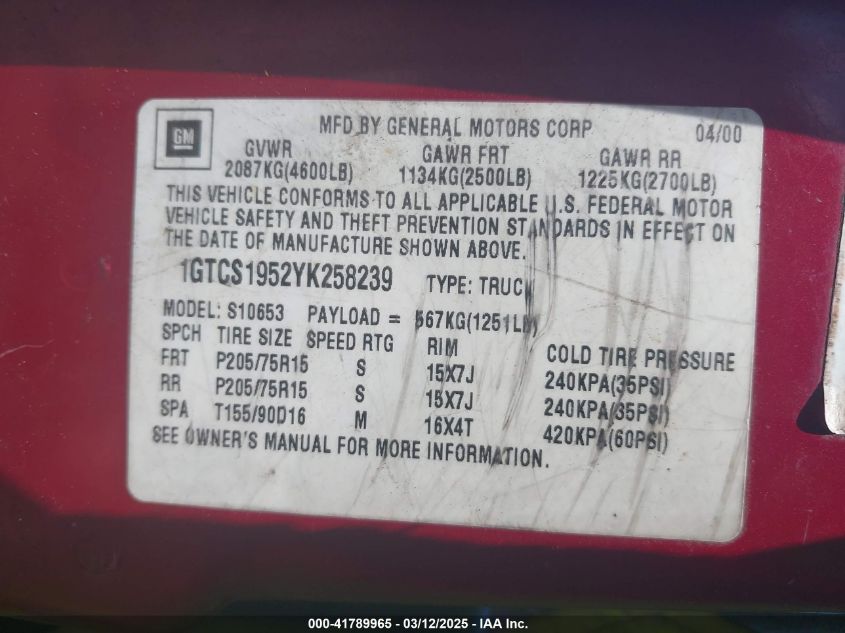 GM
MFD BY GENERAL MOTORS CORP 04/00
GVWR GAWR FRT GAWR RR
2087KG(4600LB) 1134KG(2500LB) 1225KG(2700LB)
THIS VEHICLE CONFORMS TO ALL APPLICABLE U.S. FEDERAL MOTOR
VEHICLE SAFETY AND THEFT PREVENTION STANDARDS IN EFFECT ON
THE DATE OF MANUFACTURE SHOWN ABOVE.
1GTCS1952YK258239 TYPE: TRUCK
MODEL: S10653 PAYLOAD = 567KG(1251LB)
SPCH TIRE SIZE SPEED RTG RIM COLD TIRE PRESSURE
FRT P205/75R15 S 15X7J 240KPA(35PSI)
RR P205/75R15 S 15X7J 240KPA(35PSI)
SPA T155/90D16 M 16X4T 420KPA(60PSI)
SEE OWNER'S MANUAL FOR MORE INFORMATION.
000-41789965 - 03/12/2025 - IAA Inc.